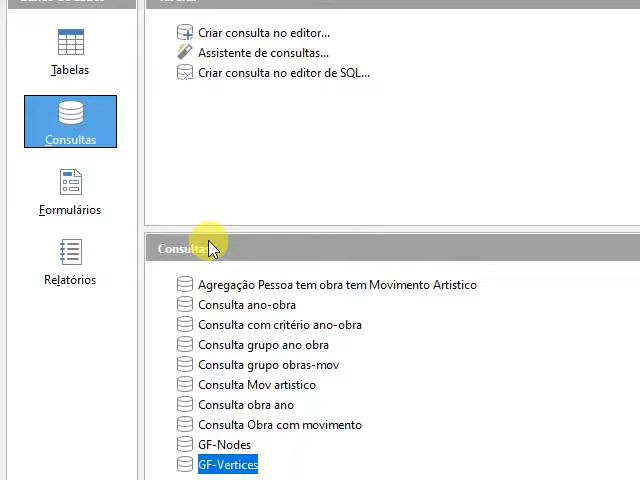 Tabelas
Consultas
Formulários
Relatórios
Criar consulta no editor...
Assistente de consultas...
Criar consulta no editor de SQL...
Consultas
Agregação Pessoa tem obra tem Movimento Artistico
Consulta ano-obra
Consulta com critério ano-obra
Consulta grupo ano obra
Consulta grupo obras-mov
Consulta Mov artistico
Consulta obra ano
Consulta Obra com movimento
GF-Nodes
GF-Vertices